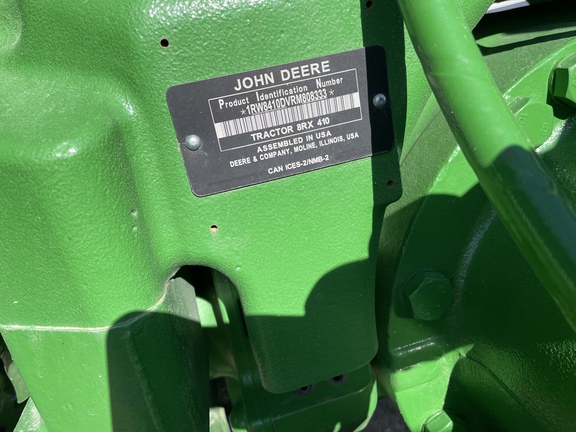 JOHN DEERE
Product Identification Number
*1RW8410DVRM808333*
TRACTOR 8RX 410
ASSEMBLED IN USA
DEERE & COMPANY, MOLINE, ILLINOIS, USA
CAN ICES-2/NMB-2